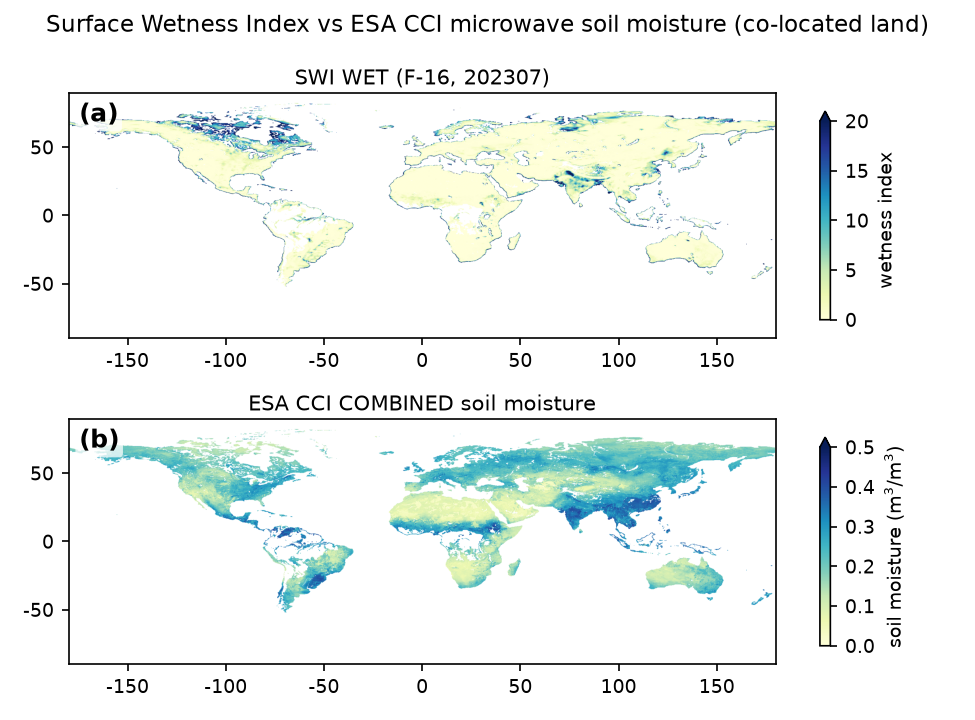 Surface Wetness Index vs ESA CCI microwave soil moisture (co-located land)
SWI WET (F-16, 202307)
(a)
50
0
-50
-150 -100 -50 0 50 100 150
20
15
10
5
0
wetness index
ESA CCI COMBINED soil moisture
(b)
50
0
-50
-150 -100 -50 0 50 100 150
0.5
0.4
0.3
0.2
0.1
0.0
soil moisture (m³/m³)